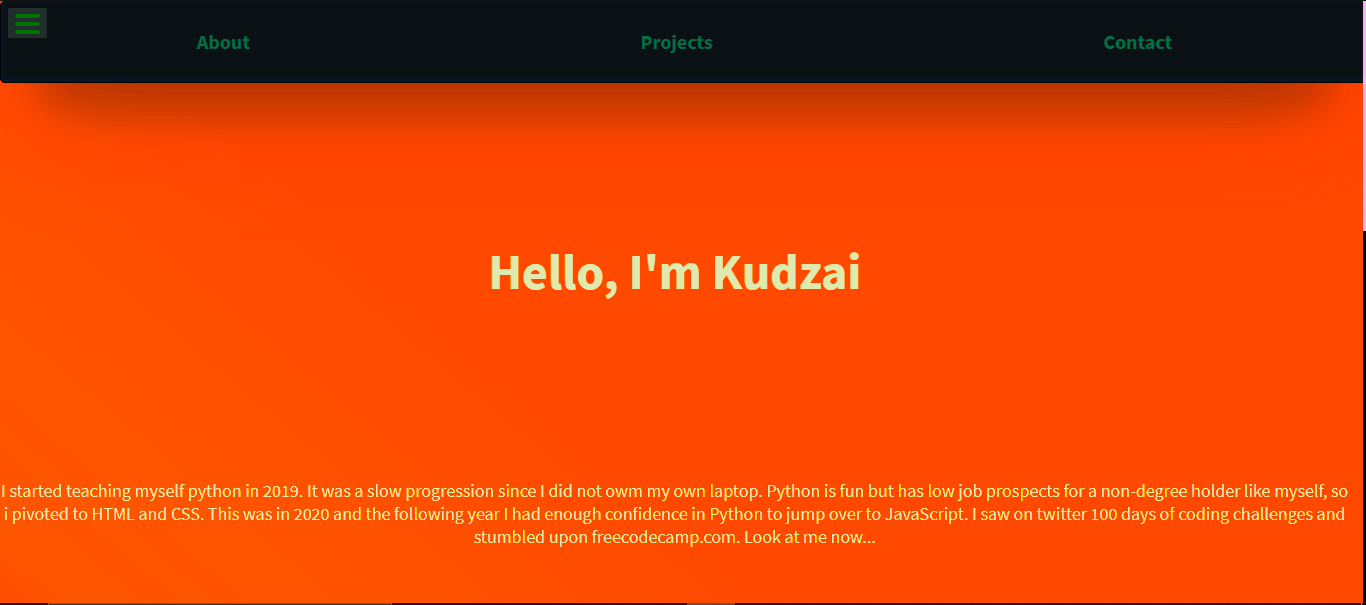 About Projects Contact
Hello, I'm Kudzai
I started teaching myself python in 2019. It was a slow progression since I did not owm my own laptop. Python is fun but has low job prospects for a non-degree holder like myself, so
i pivoted to HTML and CSS. This was in 2020 and the following year I had enough confidence in Python to jump over to JavaScript. I saw on twitter 100 days of coding challenges and
stumbled upon freecodecamp.com. Look at me now...